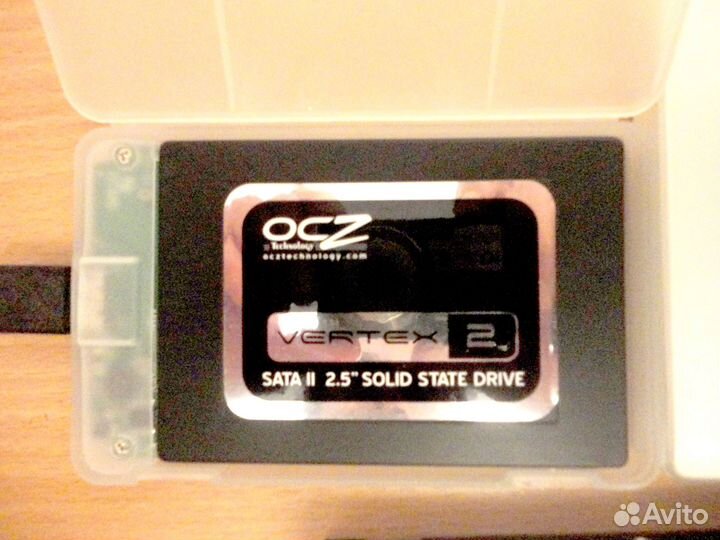 OCZ
Technology
ocztechnology.com
VERTEX 2
SATA II 2.5" SOLID STATE DRIVE
Avito